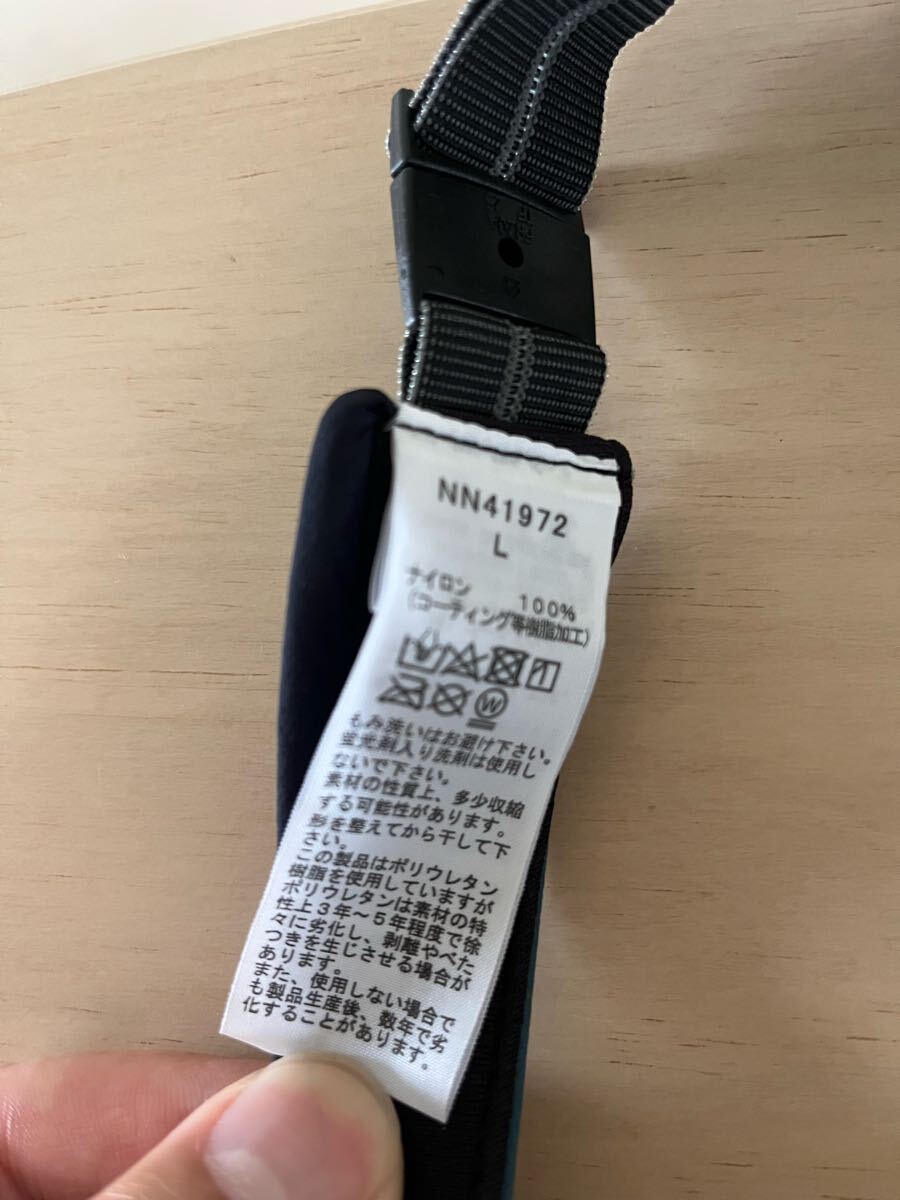 NN41972
L
ナイロン 100%
(コーティング等樹脂加工)
W
もみ洗いはお避け下さい。
蛍光剤入り洗剤は使用し
ないで下さい。
素材の性質上、多少収縮
する可能性があります。
形を整えてから干して下
さい。
この製品はポリウレタン
樹脂を使用していますが
ポリウレタンは素材の特
性上3年～5年程度で徐
々に劣化し、剥離やべた
つきを生じさせる場合が
あります。
また、使用しない場合で
も製品生産後、数年で劣
化することがあります。